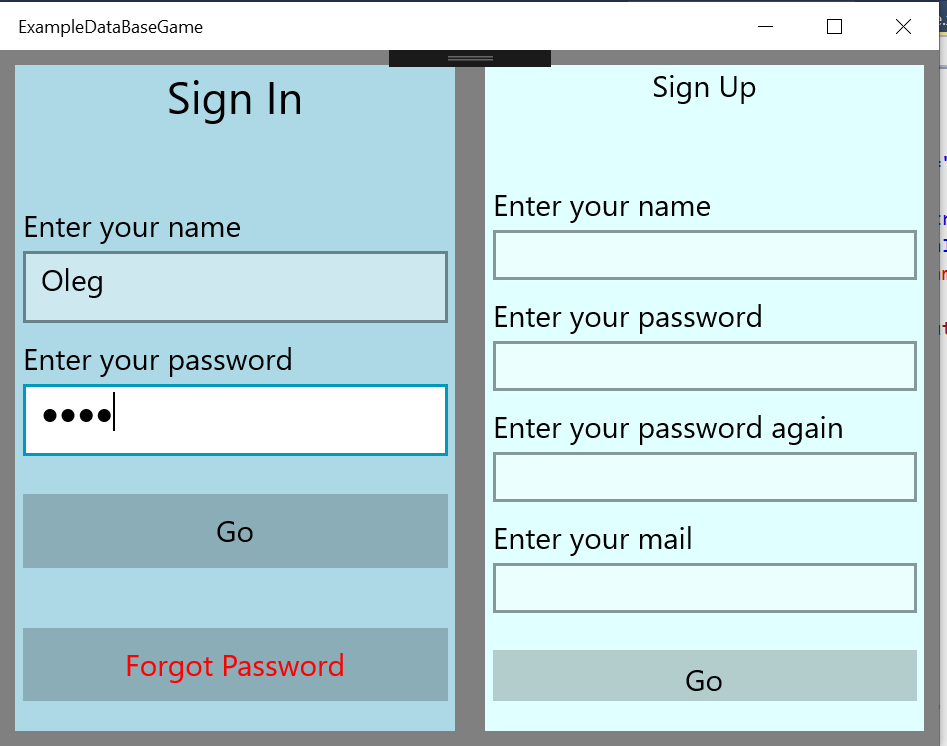 ExampleDataBaseGame
Sign In
Enter your name
Oleg
Enter your password
••••
Go
Forgot Password
Sign Up
Enter your name
Enter your password
Enter your password again
Enter your mail
Go